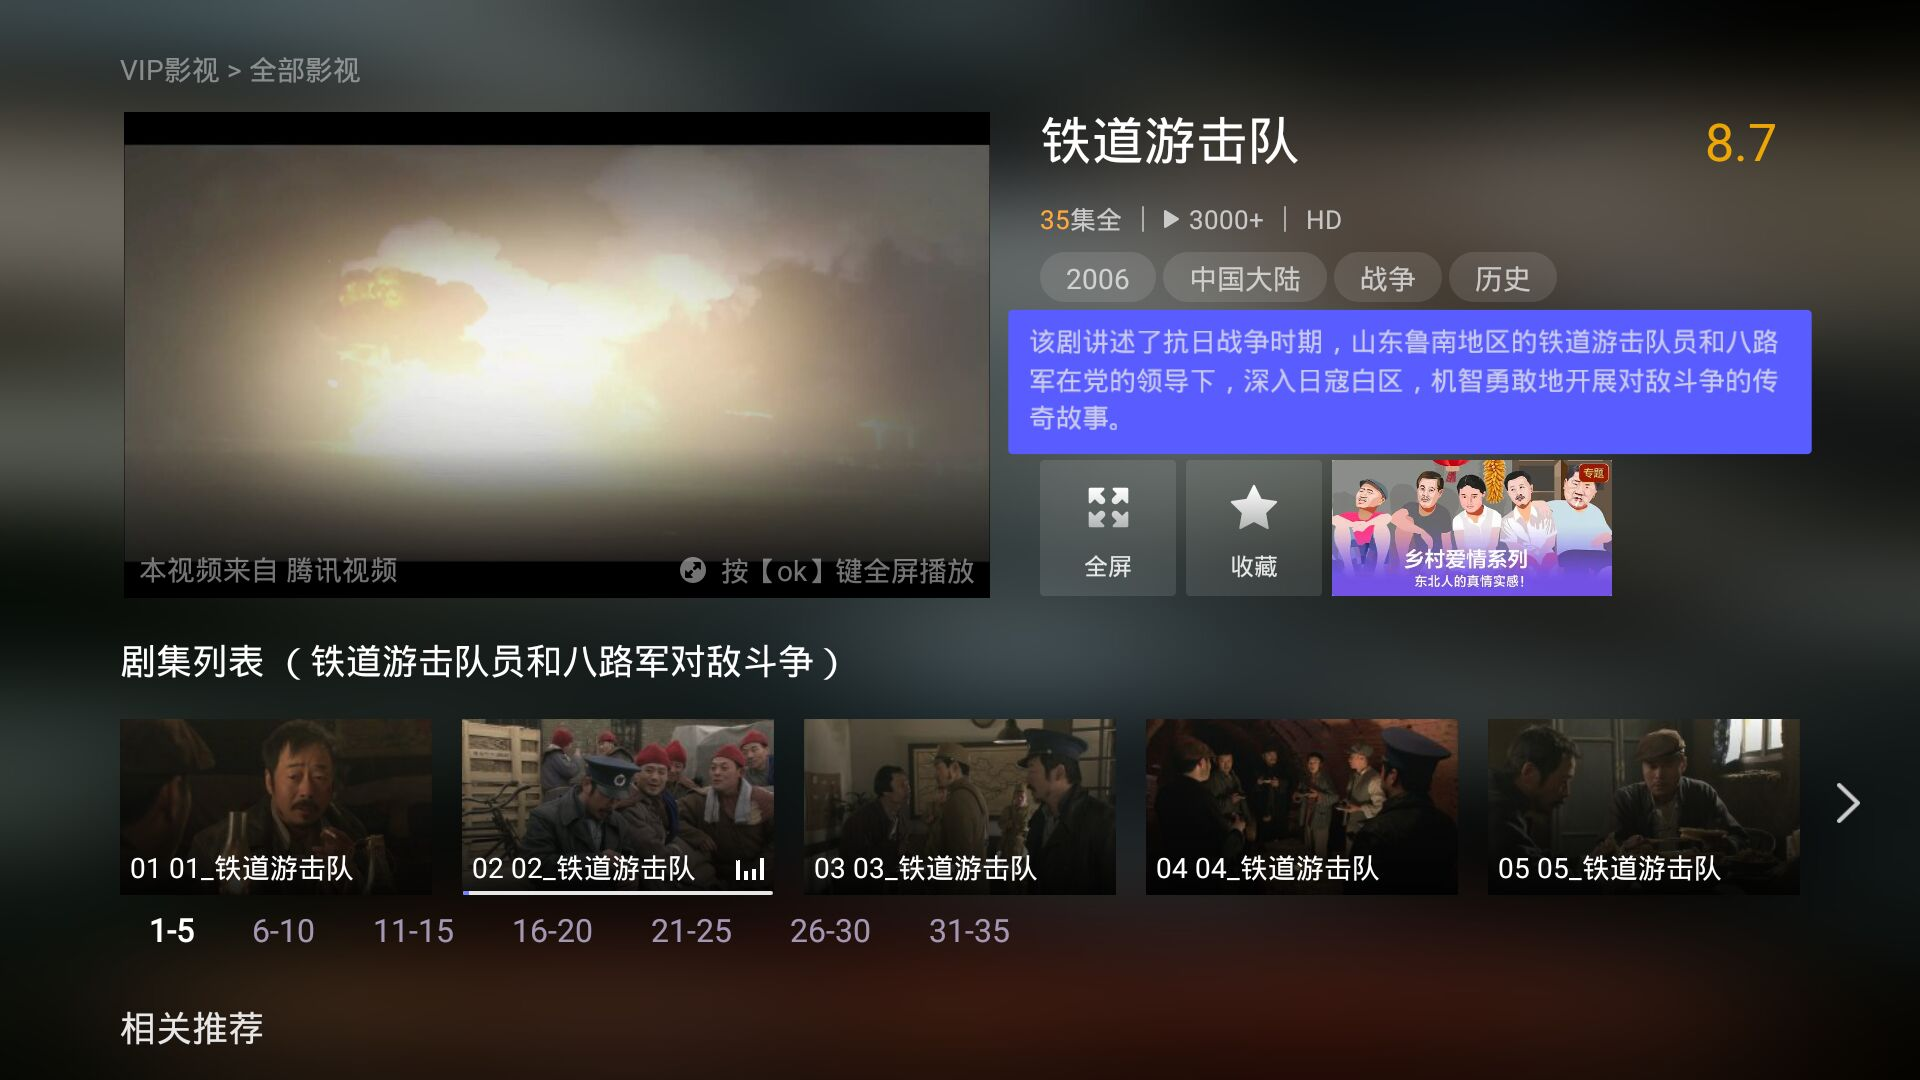 VIP影视 > 全部影视
铁道游击队
8.7
35集全 | 3000+ | HD
2006 中国大陆 战争 历史
该剧讲述了抗日战争时期，山东鲁南地区的铁道游击队员和八路
军在党的领导下，深入日寇白区，机智勇敢地开展对敌斗争的传
奇故事。
本视频来自 腾讯视频
按【ok】键全屏播放
全屏
收藏
专题
乡村爱情系列
东北人的真情实感！
剧集列表 （铁道游击队员和八路军对敌斗争）
01 01_铁道游击队
02 02_铁道游击队
03 03_铁道游击队
04 04_铁道游击队
05 05_铁道游击队
1-5 6-10 11-15 16-20 21-25 26-30 31-35
相关推荐